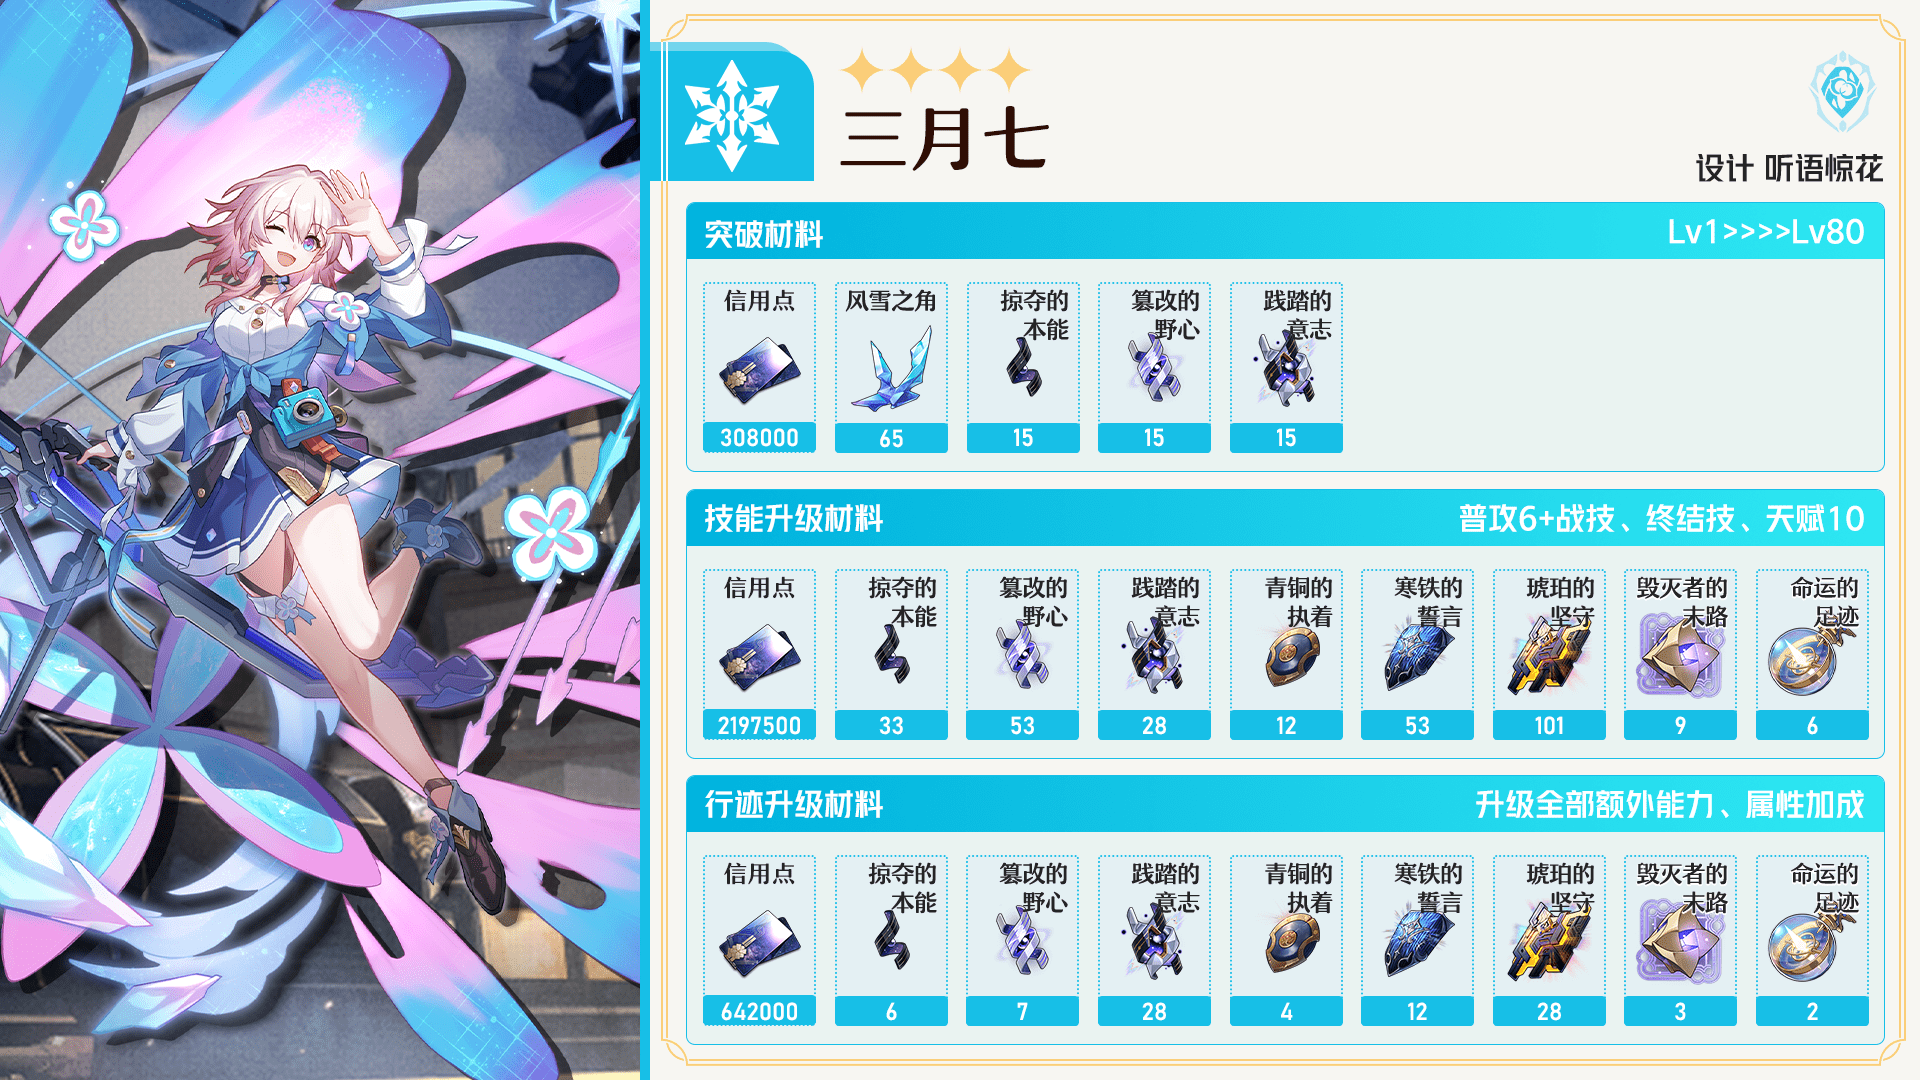 三月七
设计 听语惊花
突破材料
Lv1>>>>Lv80
信用点
风雪之角
掠夺的
本能
篡改的
野心
践踏的
意志
308000
65
15
15
15
技能升级材料
普攻6+战技、终结技、天赋10
信用点
掠夺的
本能
篡改的
野心
践踏的
意志
青铜的
执着
寒铁的
誓言
琥珀的
坚守
毁灭者的
末路
命运的
足迹
2197500
33
53
28
12
53
101
9
6
行迹升级材料
升级全部额外能力、属性加成
信用点
掠夺的
本能
篡改的
野心
践踏的
意志
青铜的
执着
寒铁的
誓言
琥珀的
坚守
毁灭者的
末路
命运的
足迹
642000
6
7
28
4
12
28
3
2